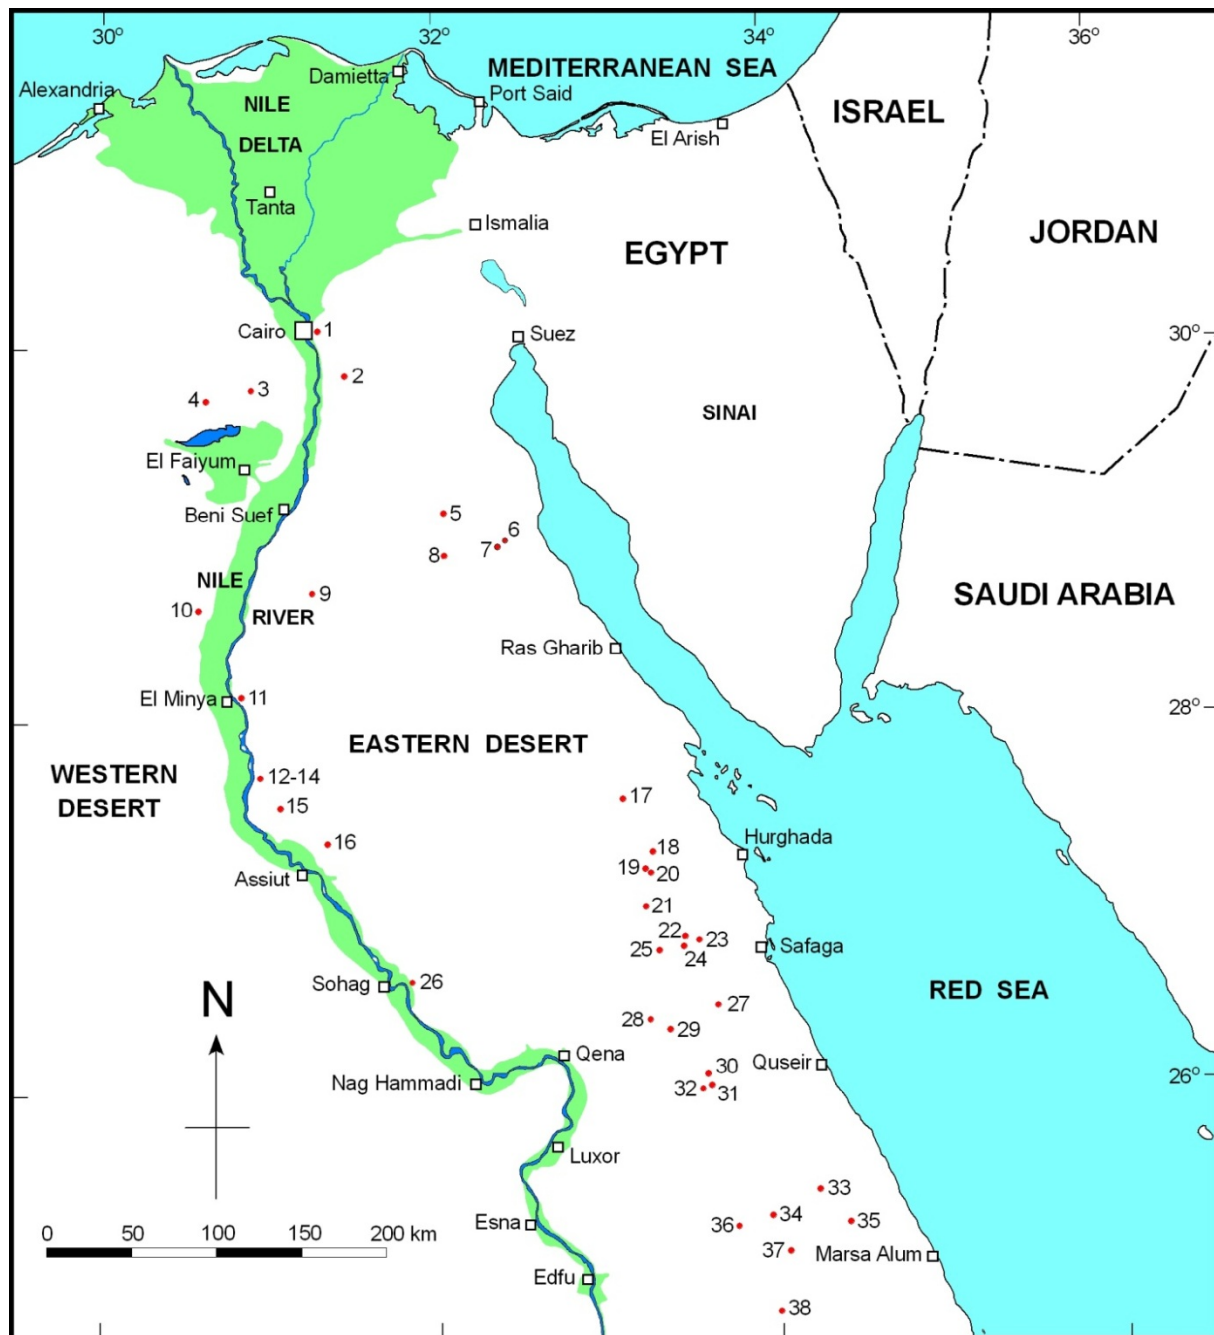 30°
32°
34°
36°
MEDITERRANEAN SEA
Damietta
Alexandria
Port Said
NILE
DELTA
El Arish
ISRAEL
Tanta
Ismalia
EGYPT
JORDAN
Cairo
1
Suez
30°
2
3
4
SINAI
El Faiyum
Beni Suef
5
6
7
8
NILE
RIVER
9
10
SAUDI ARABIA
Ras Gharib
El Minya
11
28°
EASTERN DESERT
WESTERN
DESERT
12-14
15
16
17
Hurghada
18
19
20
Assiut
21
22
23
24
25
Safaga
Sohag
26
N
RED SEA
27
28
29
Qena
Nag Hammadi
30
31
32
Quseir
26°
Luxor
33
34
35
36
37
Esna
Marsa Alum
0 50 100 150 200 km
Edfu
38